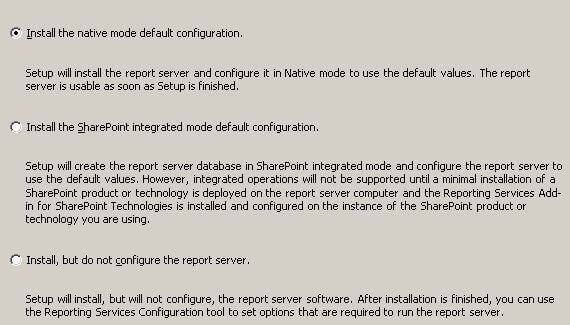 Install the native mode default configuration.
Setup will install the report server and configure it in Native mode to use the default values. The report
server is usable as soon as Setup is finished.
Install the SharePoint integrated mode default configuration.
Setup will create the report server database in SharePoint integrated mode and configure the report server to
use the default values. However, integrated operations will not be supported until a minimal installation of a
SharePoint product or technology is deployed on the report server computer and the Reporting Services Add-
in for SharePoint Technologies is installed and configured on the instance of the SharePoint product or
technology you are using.
Install, but do not configure the report server.
Setup will install, but will not configure, the report server software. After installation is finished, you can use
the Reporting Services Configuration tool to set options that are required to run the report server.